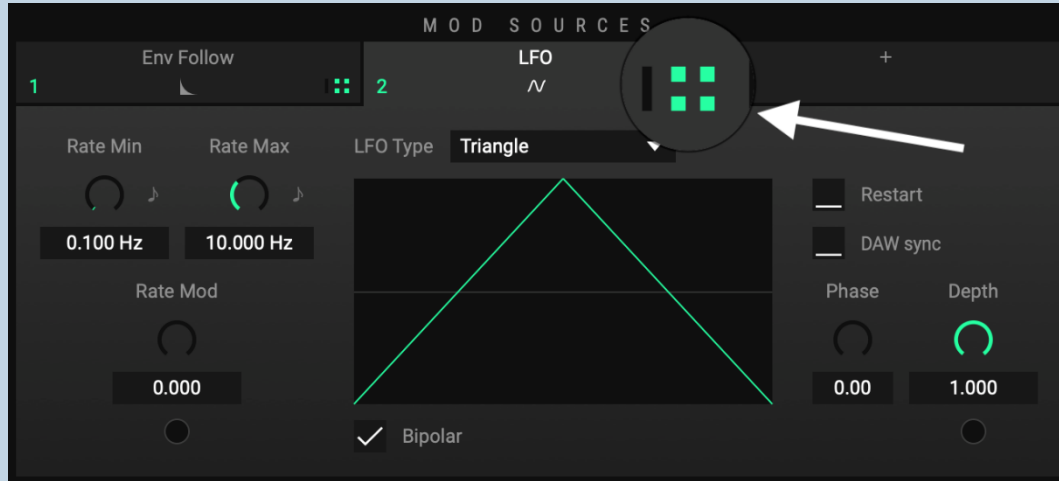 MOD SOURCES
Env Follow
LFO
+
1
2
Rate Min
Rate Max
LFO Type
Triangle
Restart
0.100 Hz
10.000 Hz
DAW sync
Rate Mod
Phase
Depth
0.000
0.00
1.000
Bipolar